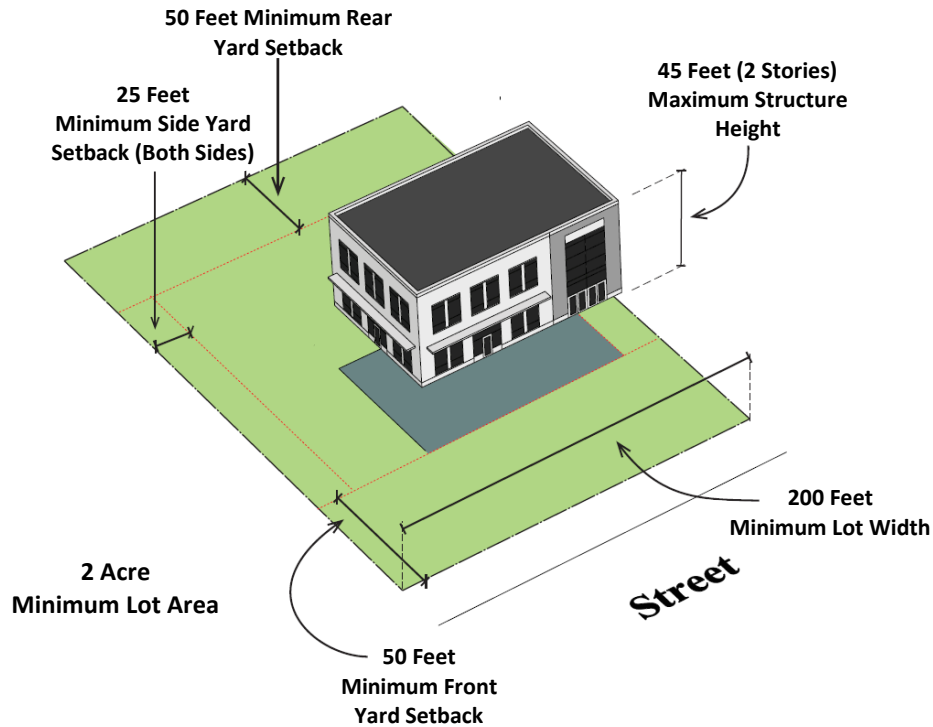 50 Feet Minimum Rear
Yard Setback
25 Feet
Minimum Side Yard
Setback (Both Sides)
45 Feet (2 Stories)
Maximum Structure
Height
200 Feet
Minimum Lot Width
Street
2 Acre
Minimum Lot Area
50 Feet
Minimum Front
Yard Setback